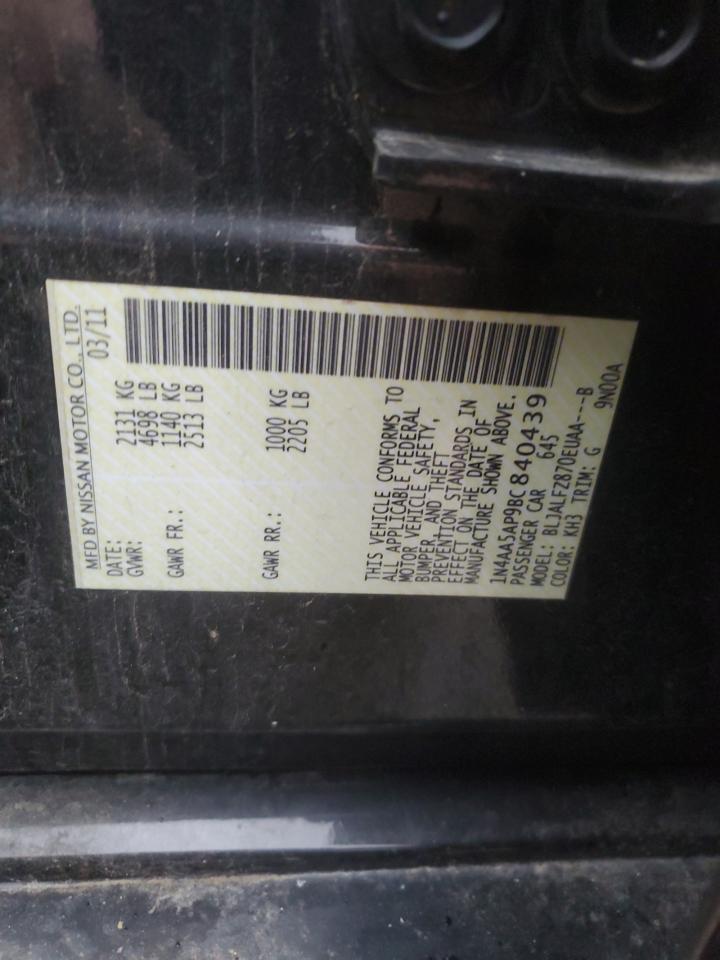 MFD BY NISSAN MOTOR CO., LTD.
DATE: 03/11
GVWR: 2131 KG
4698 LB
GAWR FR.: 1140 KG
2513 LB
GAWR RR.: 1000 KG
2205 LB
THIS VEHICLE CONFORMS TO
ALL APPLICABLE FEDERAL
MOTOR VEHICLE SAFETY,
BUMPER, AND THEFT
PREVENTION STANDARDS IN
EFFECT ON THE DATE OF
MANUFACTURE SHOWN ABOVE.
1N4AA5AP9BC840439
PASSENGER CAR 645
MODEL: BLJALF2870EUAA---B
COLOR: KH3 TRIM: G 9N00A